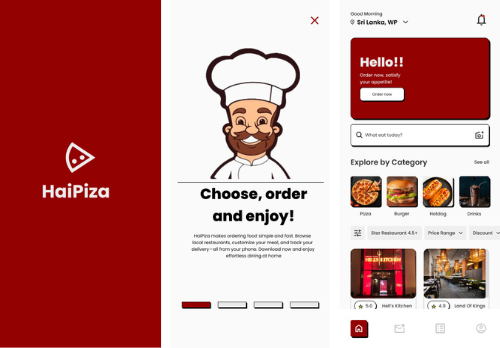 HaiPiza
Choose, order
and enjoy!
HaiPiza makes ordering food simple and fast. Browse
local restaurants, customize your meal, and track your
delivery-all from your phone. Download now and enjoy
effortless dining at home
Good Morning
Sri Lanka, WP
Hello!!
Order now, satisfy
your appetite!
Order now
What eat today?
Explore by Category
See all
Pizza
Burger
Hotdog
Drinks
Star Restaurant 4.5+
Price Range
Discount
HELL'S KITCHEN
5.0
Hell's Kitchen
4.9
Land Of Kings